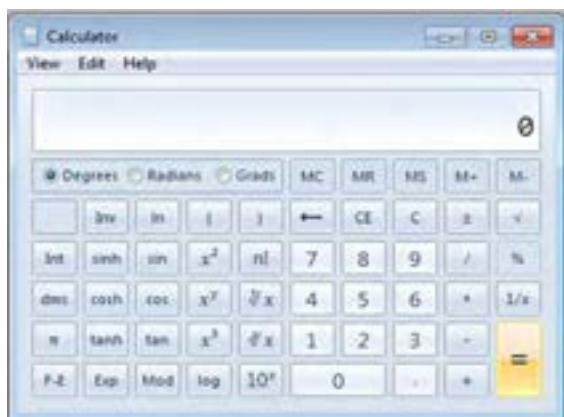 Calculator
View Edit Help
0
Degrees Radians Grads MC MR MS M+ M-
Inv ln ( ) ← CE C ± √
Int sinh sin x² n! 7 8 9 / %
dms cosh cos xʸ ʸ√x 4 5 6 * 1/x
π tanh tan x³ ³√x 1 2 3 - =
F-E Exp Mod log 10ˣ 0 . +